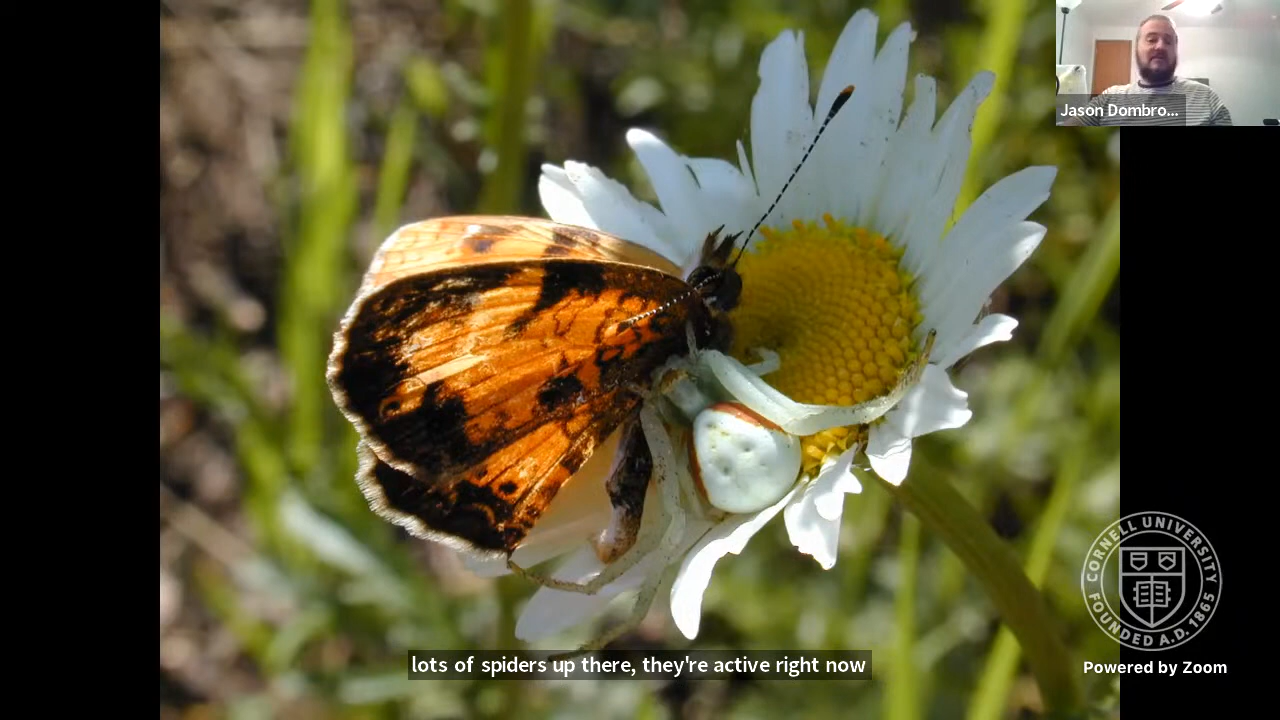 Jason Dombro...
CORNELL UNIVERSITY
FOUNDED A.D. 1865
Powered by Zoom
lots of spiders up there, they're active right now